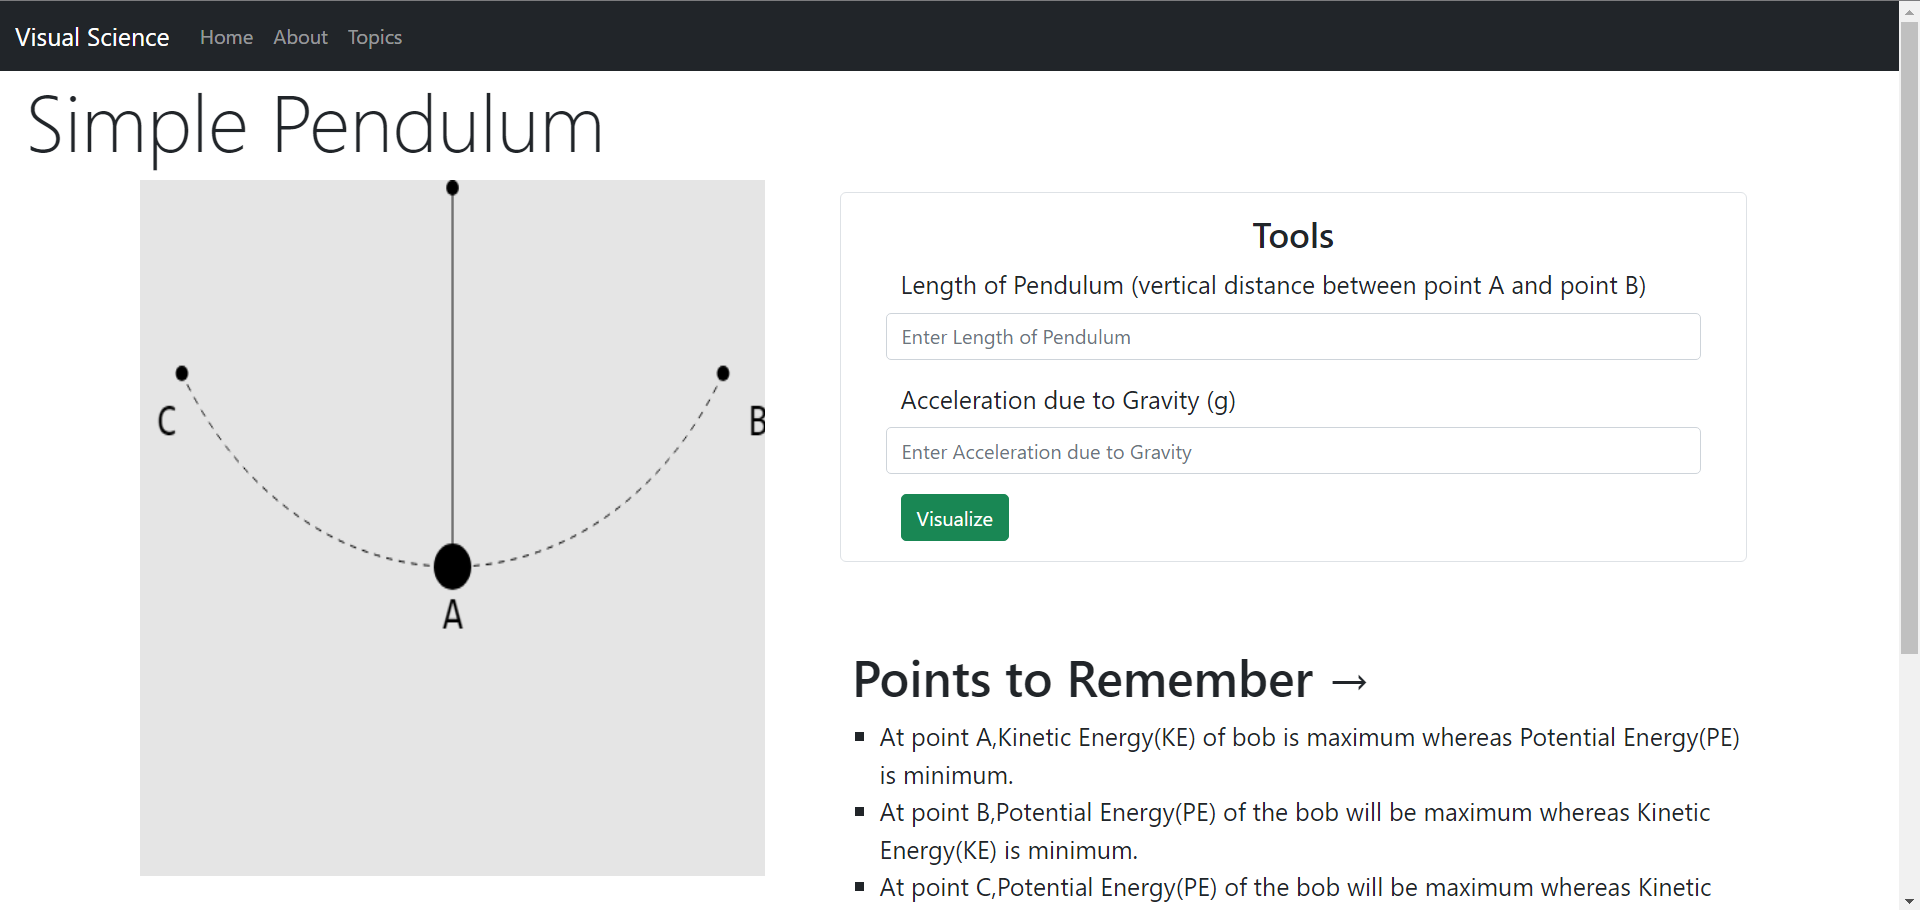 Visual Science Home About Topics
Simple Pendulum
C
B
A
Tools
Length of Pendulum (vertical distance between point A and point B)
Enter Length of Pendulum
Acceleration due to Gravity (g)
Enter Acceleration due to Gravity
Visualize
Points to Remember →
At point A,Kinetic Energy(KE) of bob is maximum whereas Potential Energy(PE)
is minimum.
At point B,Potential Energy(PE) of the bob will be maximum whereas Kinetic
Energy(KE) is minimum.
At point C,Potential Energy(PE) of the bob will be maximum whereas Kinetic